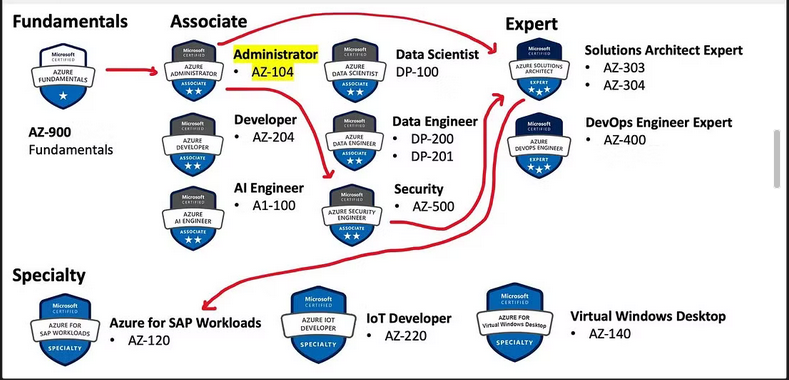 Fundamentals
Associate
Expert
Microsoft
CERTIFIED
AZURE
FUNDAMENTALS
AZ-900
Fundamentals
Microsoft
CERTIFIED
AZURE
ADMINISTRATOR
ASSOCIATE
Administrator
• AZ-104
Microsoft
CERTIFIED
AZURE
DATA SCIENTIST
ASSOCIATE
Data Scientist
DP-100
Microsoft
CERTIFIED
AZURE SOLUTIONS
ARCHITECT
EXPERT
Solutions Architect Expert
• AZ-303
• AZ-304
Microsoft
CERTIFIED
AZURE
DEVELOPER
ASSOCIATE
Developer
• AZ-204
Microsoft
CERTIFIED
AZURE
DATA ENGINEER
ASSOCIATE
Data Engineer
• DP-200
• DP-201
Microsoft
CERTIFIED
AZURE
DEVOPS ENGINEER
EXPERT
DevOps Engineer Expert
• AZ-400
Microsoft
CERTIFIED
AZURE
AI ENGINEER
ASSOCIATE
AI Engineer
• A1-100
Microsoft
CERTIFIED
AZURE SECURITY
ENGINEER
ASSOCIATE
Security
• AZ-500
Specialty
Microsoft
CERTIFIED
AZURE FOR
SAP WORKLOADS
SPECIALTY
Azure for SAP Workloads
• AZ-120
Microsoft
CERTIFIED
AZURE IOT
DEVELOPER
SPECIALTY
IoT Developer
• AZ-220
Microsoft
CERTIFIED
AZURE FOR
Virtual Windows Desktop
SPECIALTY
Virtual Windows Desktop
• AZ-140